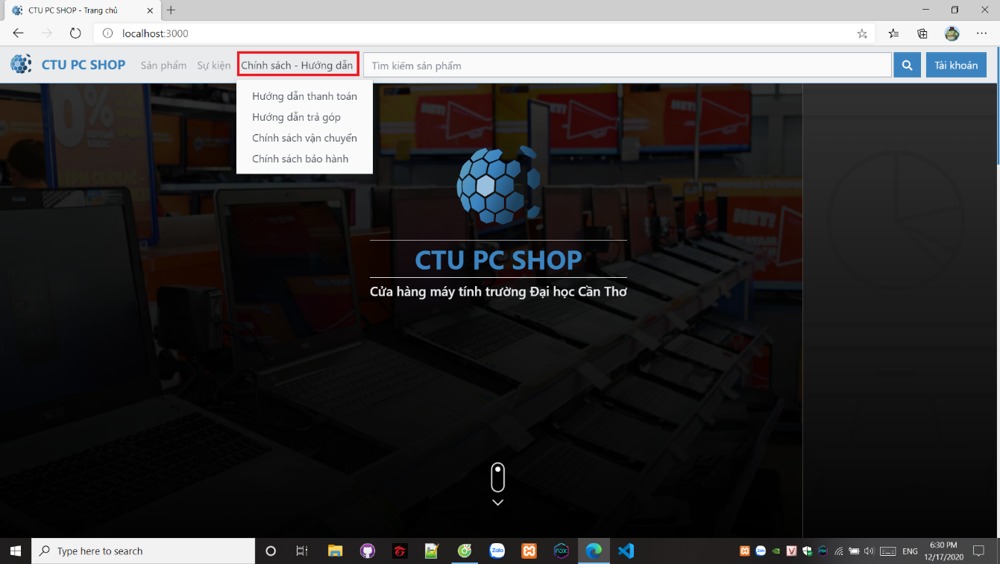 CTU PC SHOP - Trang chủ
localhost:3000
CTU PC SHOP
Sản phẩm
Sự kiện
Chính sách - Hướng dẫn
Tìm kiếm sản phẩm
Tài khoản
Hướng dẫn thanh toán
Hướng dẫn trả góp
Chính sách vận chuyển
Chính sách bảo hành
0%
CTU PC SHOP
Cửa hàng máy tính trường Đại học Cần Thơ
Type here to search
Zalo
ENG
6:30 PM
12/17/2020